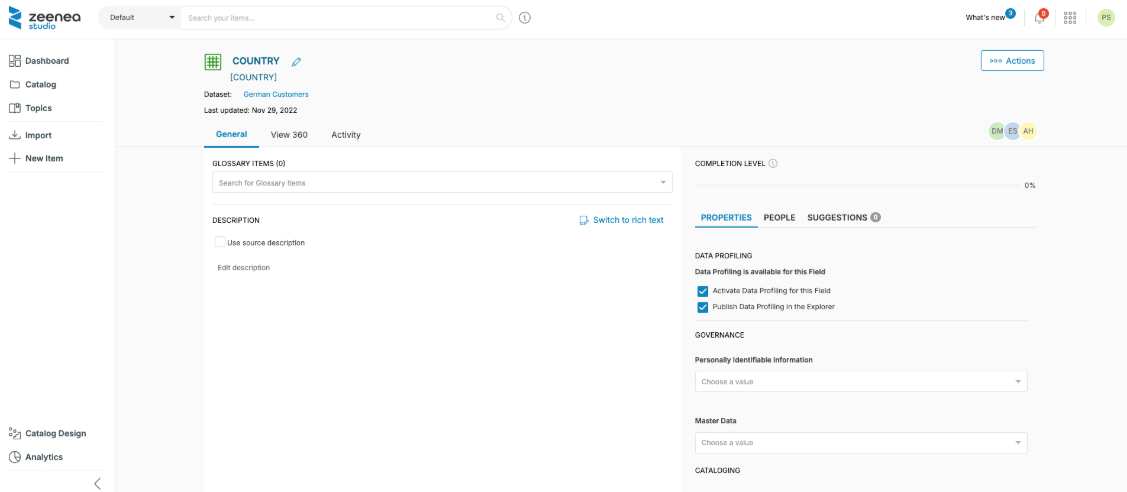 zeenea
studio
Default
Search your items...
What's new
3
0
PS
Dashboard
Catalog
Topics
Import
New Item
Catalog Design
Analytics
COUNTRY
[COUNTRY]
Dataset: German Customers
Last updated: Nov 29, 2022
Actions
General View 360 Activity
DM ES AH
GLOSSARY ITEMS (0)
Search for Glossary Items
DESCRIPTION
Switch to rich text
Use source description
Edit description
COMPLETION LEVEL
0%
PROPERTIES PEOPLE SUGGESTIONS 0
DATA PROFILING
Data Profiling is available for this Field
Activate Data Profiling for this Field
Publish Data Profiling in the Explorer
GOVERNANCE
Personally Identifiable Information
Choose a value
Master Data
Choose a value
CATALOGING